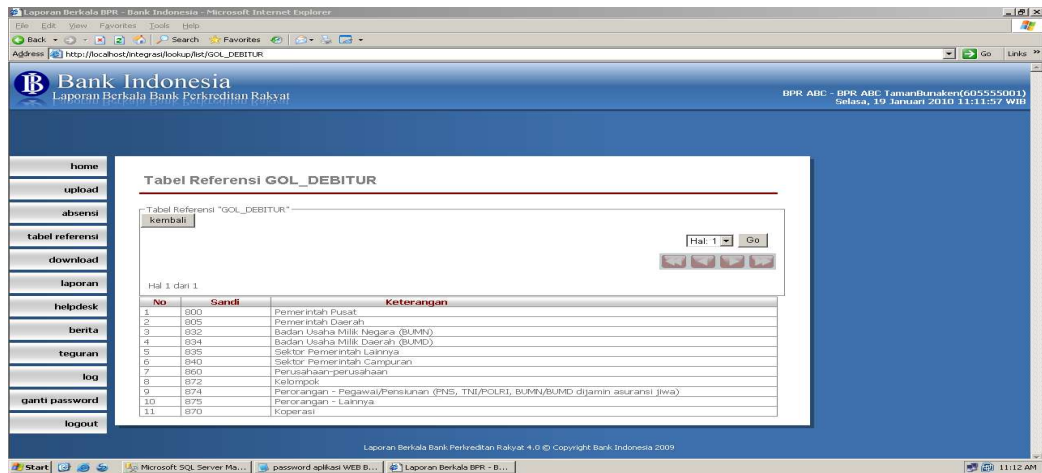 Laporan Berkala BPR - Bank Indonesia - Microsoft Internet Explorer
File Edit View Favorites Tools Help
Back Search Favorites
Address http://localhost/integrasi/lookup/list/GOL_DEBITUR Go Links »
Bank Indonesia
Laporan Berkala Bank Perkreditan Rakyat
BPR ABC - BPR ABC TamanBunaken(605555001)
Selasa, 19 Januari 2010 11:11:57 WIB
home
upload
absensi
tabel referensi
download
laporan
helpdesk
berita
teguran
log
ganti password
logout
Tabel Referensi GOL_DEBITUR
Tabel Referensi "GOL_DEBITUR"
kembali
Hal: 1 Go
Hal 1 dari 1
No Sandi Keterangan
1 800 Pemerintah Pusat
2 805 Pemerintah Daerah
3 832 Badan Usaha Milik Negara (BUMN)
4 834 Badan Usaha Milik Daerah (BUMD)
5 835 Sektor Pemerintah Lainnya
6 840 Sektor Pemerintah Campuran
7 860 Perusahaan-perusahaan
8 872 Kelompok
9 874 Perorangan - Pegawai/Pensiunan (PNS, TNI/POLRI, BUMN/BUMD dijamin asuransi jiwa)
10 875 Perorangan - Lainnya
11 870 Koperasi
Laporan Berkala Bank Perkreditan Rakyat 4.0 © Copyright Bank Indonesia 2009
Start Microsoft SQL Server Ma... password aplikasi WEB B... Laporan Berkala BPR - B... 11:12 AM